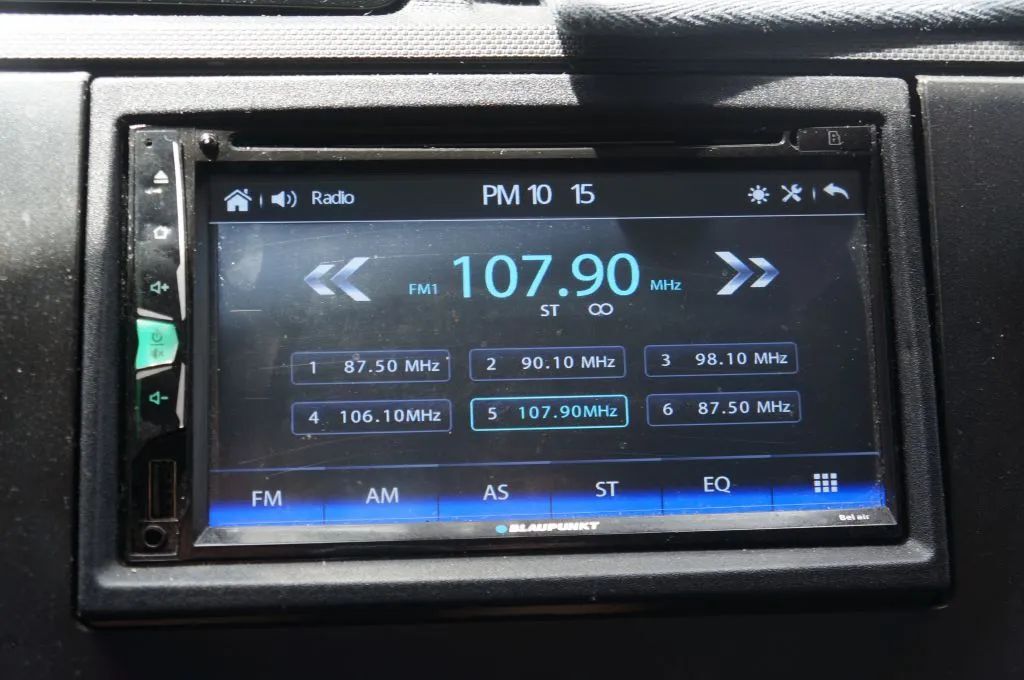 Radio PM 10 15
FM1 107.90 MHz
ST
1 87.50 MHz 2 90.10 MHz 3 98.10 MHz
4 106.10MHz 5 107.90MHz 6 87.50 MHz
FM AM AS ST EQ
BLAUPUNKT Bel air